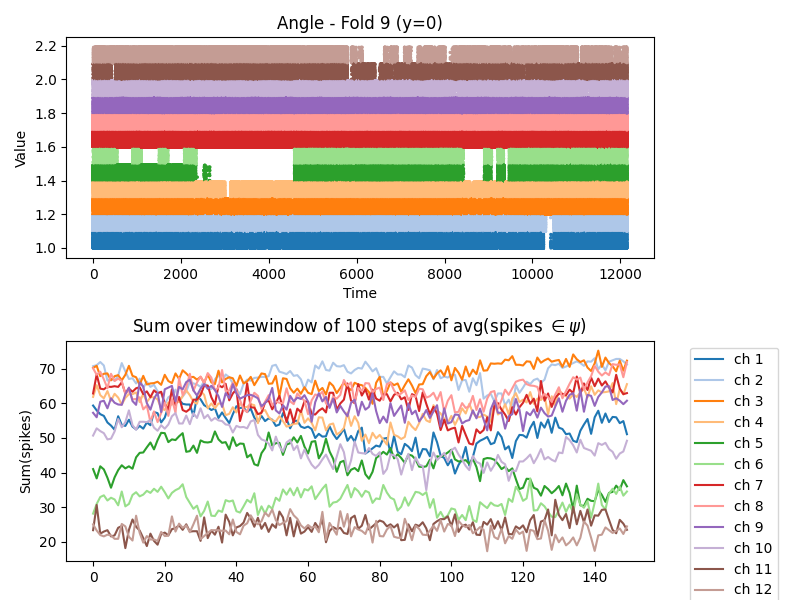 Angle - Fold 9 (y=0)
Value
2.2
2.0
1.8
1.6
1.4
1.2
1.0
0 2000 4000 6000 8000 10000 12000
Time
Sum over timewindow of 100 steps of avg(spikes ∈ ψ)
Sum(spikes)
70
60
50
40
30
20
0 20 40 60 80 100 120 140
ch 1
ch 2
ch 3
ch 4
ch 5
ch 6
ch 7
ch 8
ch 9
ch 10
ch 11
ch 12